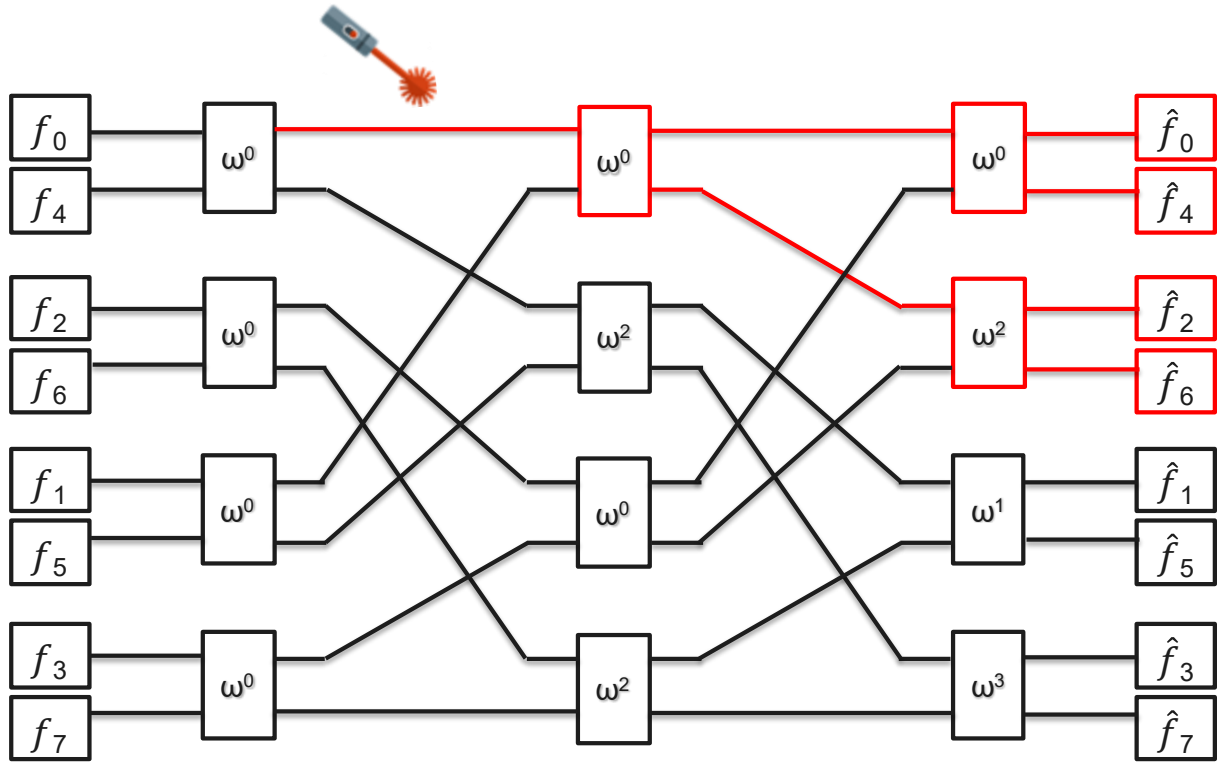 f₀ ω⁰ ω⁰ ω⁰ f̂₀
f₄ f̂₄
f₂ ω⁰ ω² ω² f̂₂
f₆ f̂₆
f₁ ω⁰ ω⁰ ω¹ f̂₁
f₅ f̂₅
f₃ ω⁰ ω² ω³ f̂₃
f₇ f̂₇